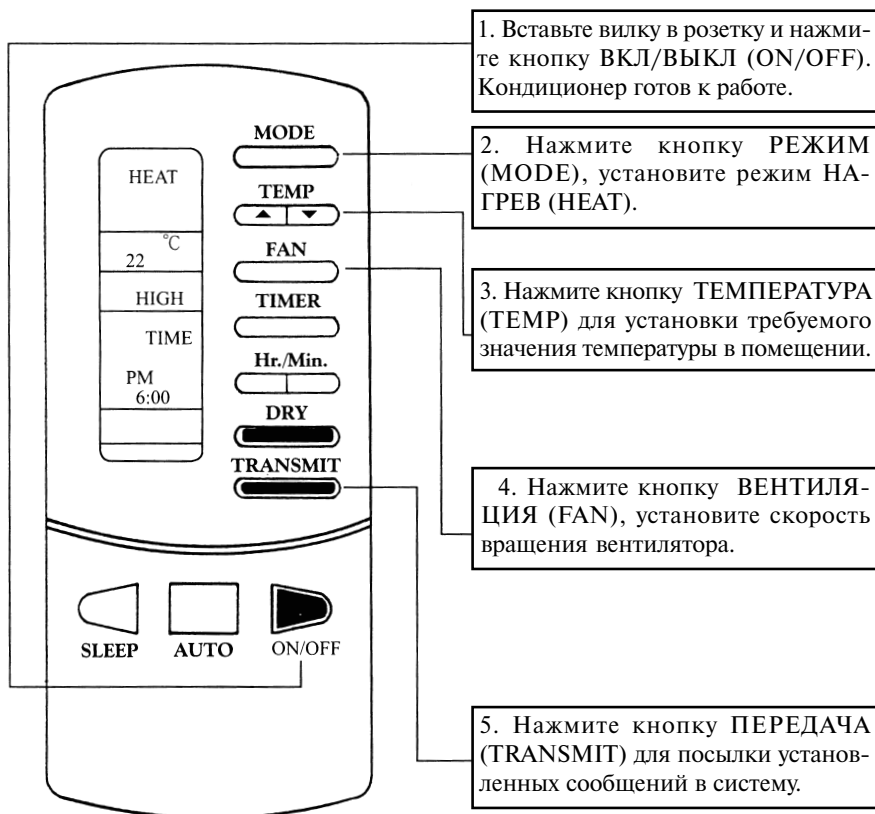 1. Вставьте вилку в розетку и нажми-
те кнопку ВКЛ/ВЫКЛ (ON/OFF).
Кондиционер готов к работе.
MODE
2. Нажмите кнопку РЕЖИМ
(MODE), установите режим НА-
ГРЕВ (HEAT).
HEAT
TEMP
°C
22
FAN
HIGH
TIMER
3. Нажмите кнопку ТЕМПЕРАТУРА
(TEMP) для установки требуемого
значения температуры в помещении.
TIME
Hr./Min.
PM
6:00
DRY
TRANSMIT
4. Нажмите кнопку ВЕНТИЛЯ-
ЦИЯ (FAN), установите скорость
вращения вентилятора.
SLEEP
AUTO
ON/OFF
5. Нажмите кнопку ПЕРЕДАЧА
(TRANSMIT) для посылки установ-
ленных сообщений в систему.